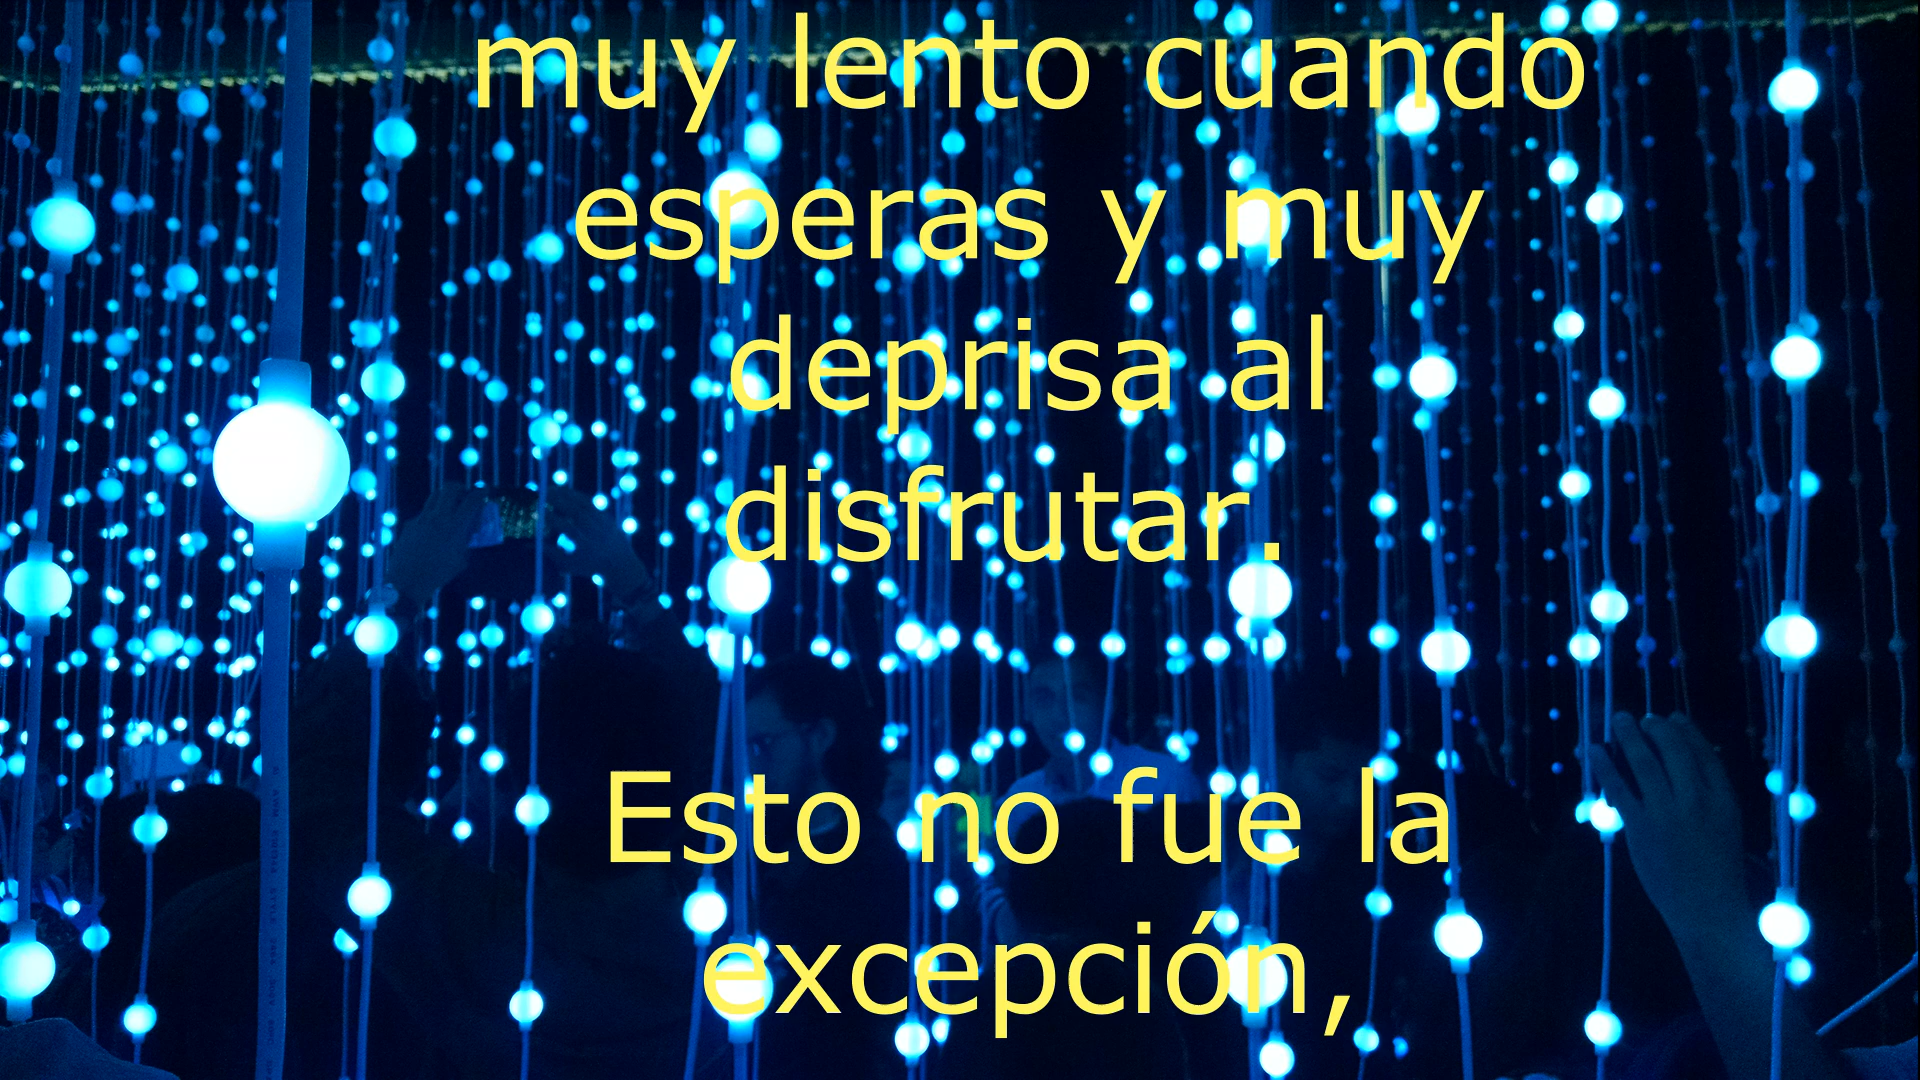 muy lento cuando
esperas y muy
deprisa al
disfrutar.
Esto no fue la
excepción,